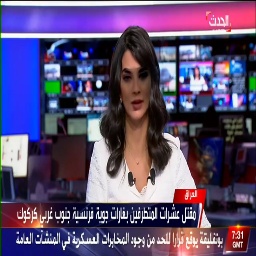 الحدث
العراق
مقتل عشرات المتطرفين بغارات جوية فرنسية جنوب غربي كركوك
7:31
GMT
بوتفليقة يوقع قرارا للحد من وجود المخابرات العسكرية في المنشآت العامة